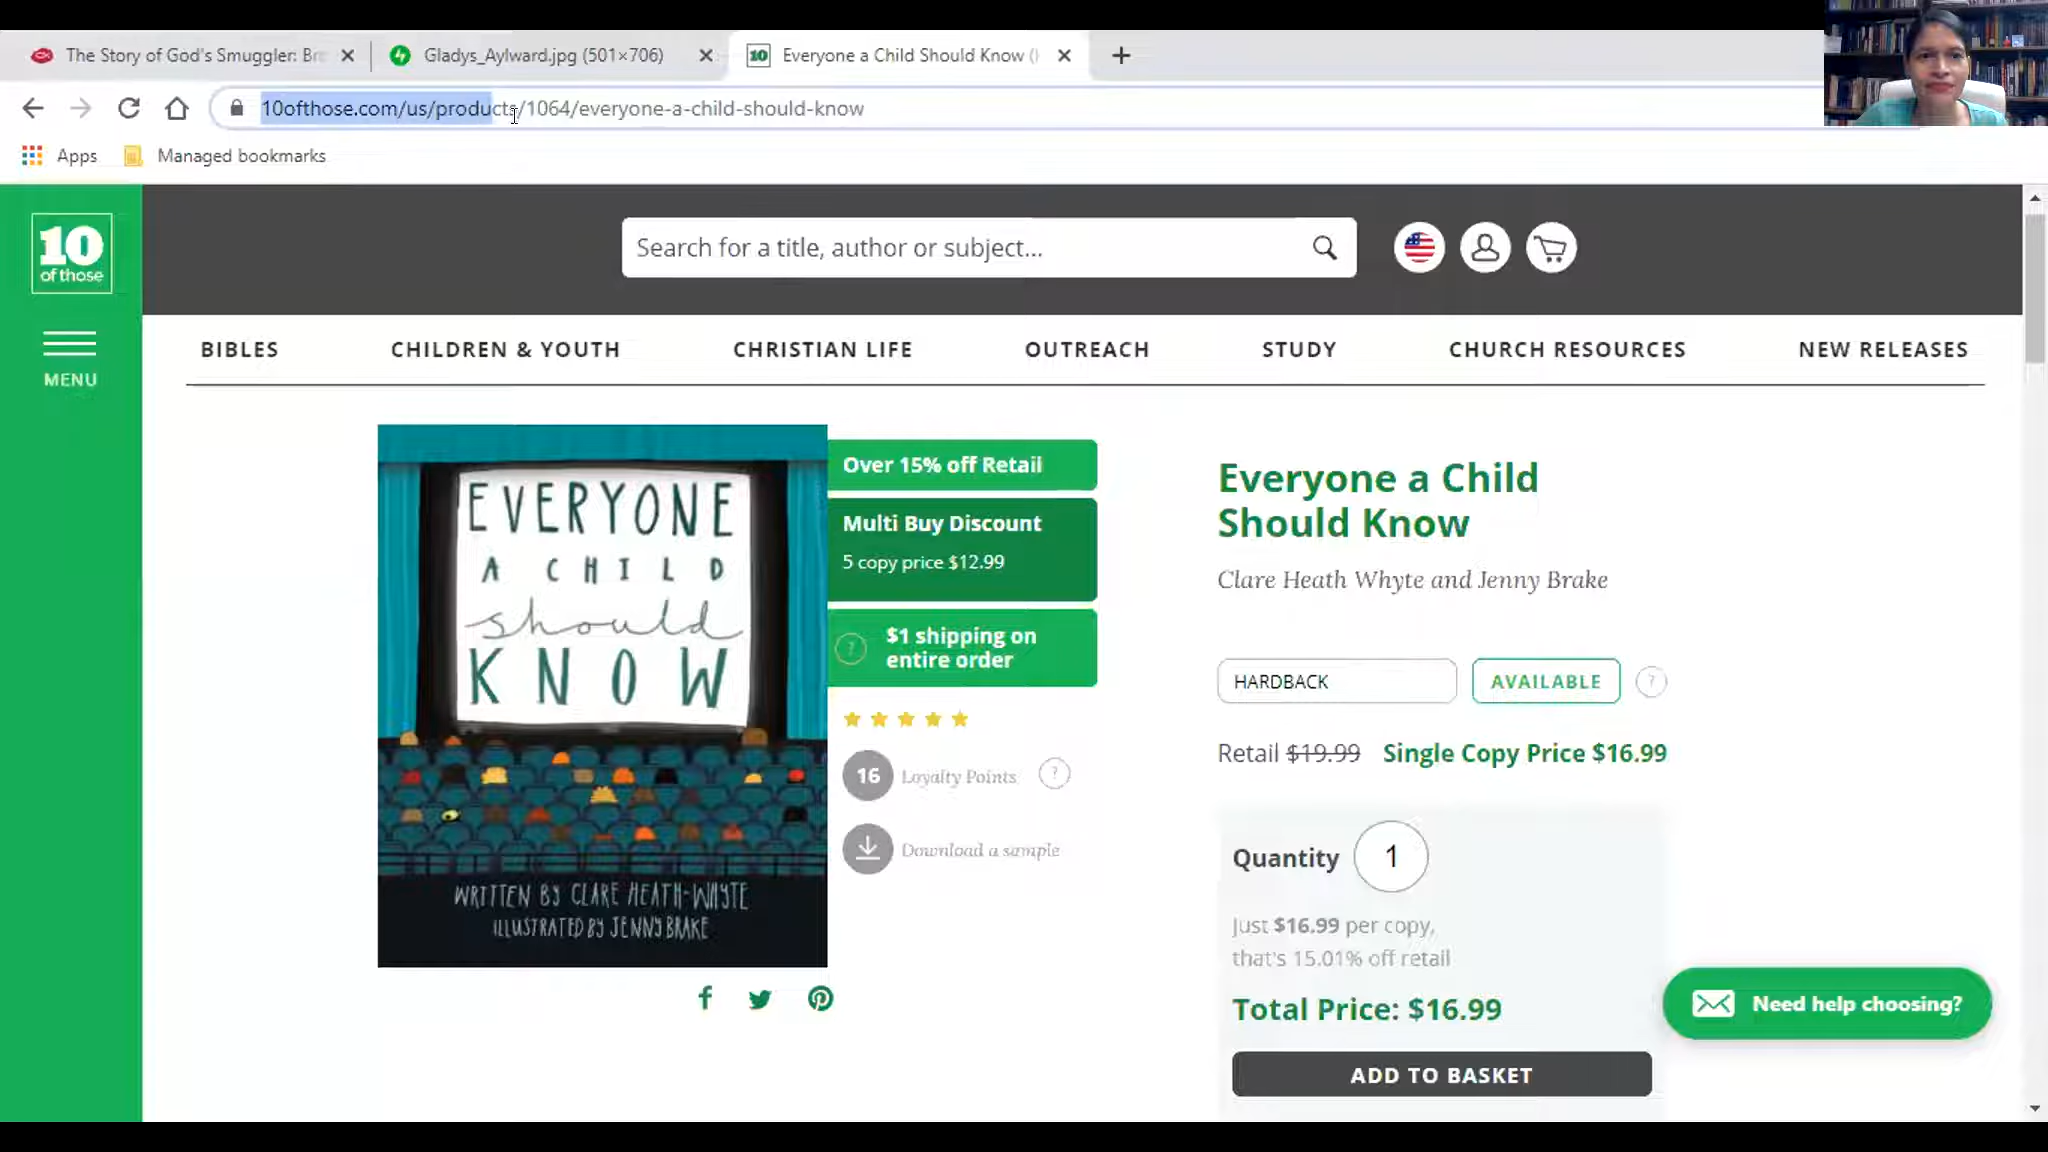 The Story of God's Smuggler: Br
Gladys_Aylward.jpg (501×706)
10
Everyone a Child Should Know ()
10ofthose.com/us/products/1064/everyone-a-child-should-know
Apps
Managed bookmarks
10
of those
MENU
Search for a title, author or subject...
BIBLES
CHILDREN & YOUTH
CHRISTIAN LIFE
OUTREACH
STUDY
CHURCH RESOURCES
NEW RELEASES
EVERYONE
A CHILD
should
KNOW
WRITTEN BY CLARE HEATH-WHYTE
ILLUSTRATED BY JENNY BRAKE
Over 15% off Retail
Multi Buy Discount
5 copy price $12.99
?
$1 shipping on
entire order
16
Loyalty Points
?
Download a sample
Everyone a Child
Should Know
Clare Heath Whyte and Jenny Brake
HARDBACK
AVAILABLE
?
Retail $19.99 Single Copy Price $16.99
Quantity
1
Just $16.99 per copy,
that's 15.01% off retail
Total Price: $16.99
ADD TO BASKET
Need help choosing?